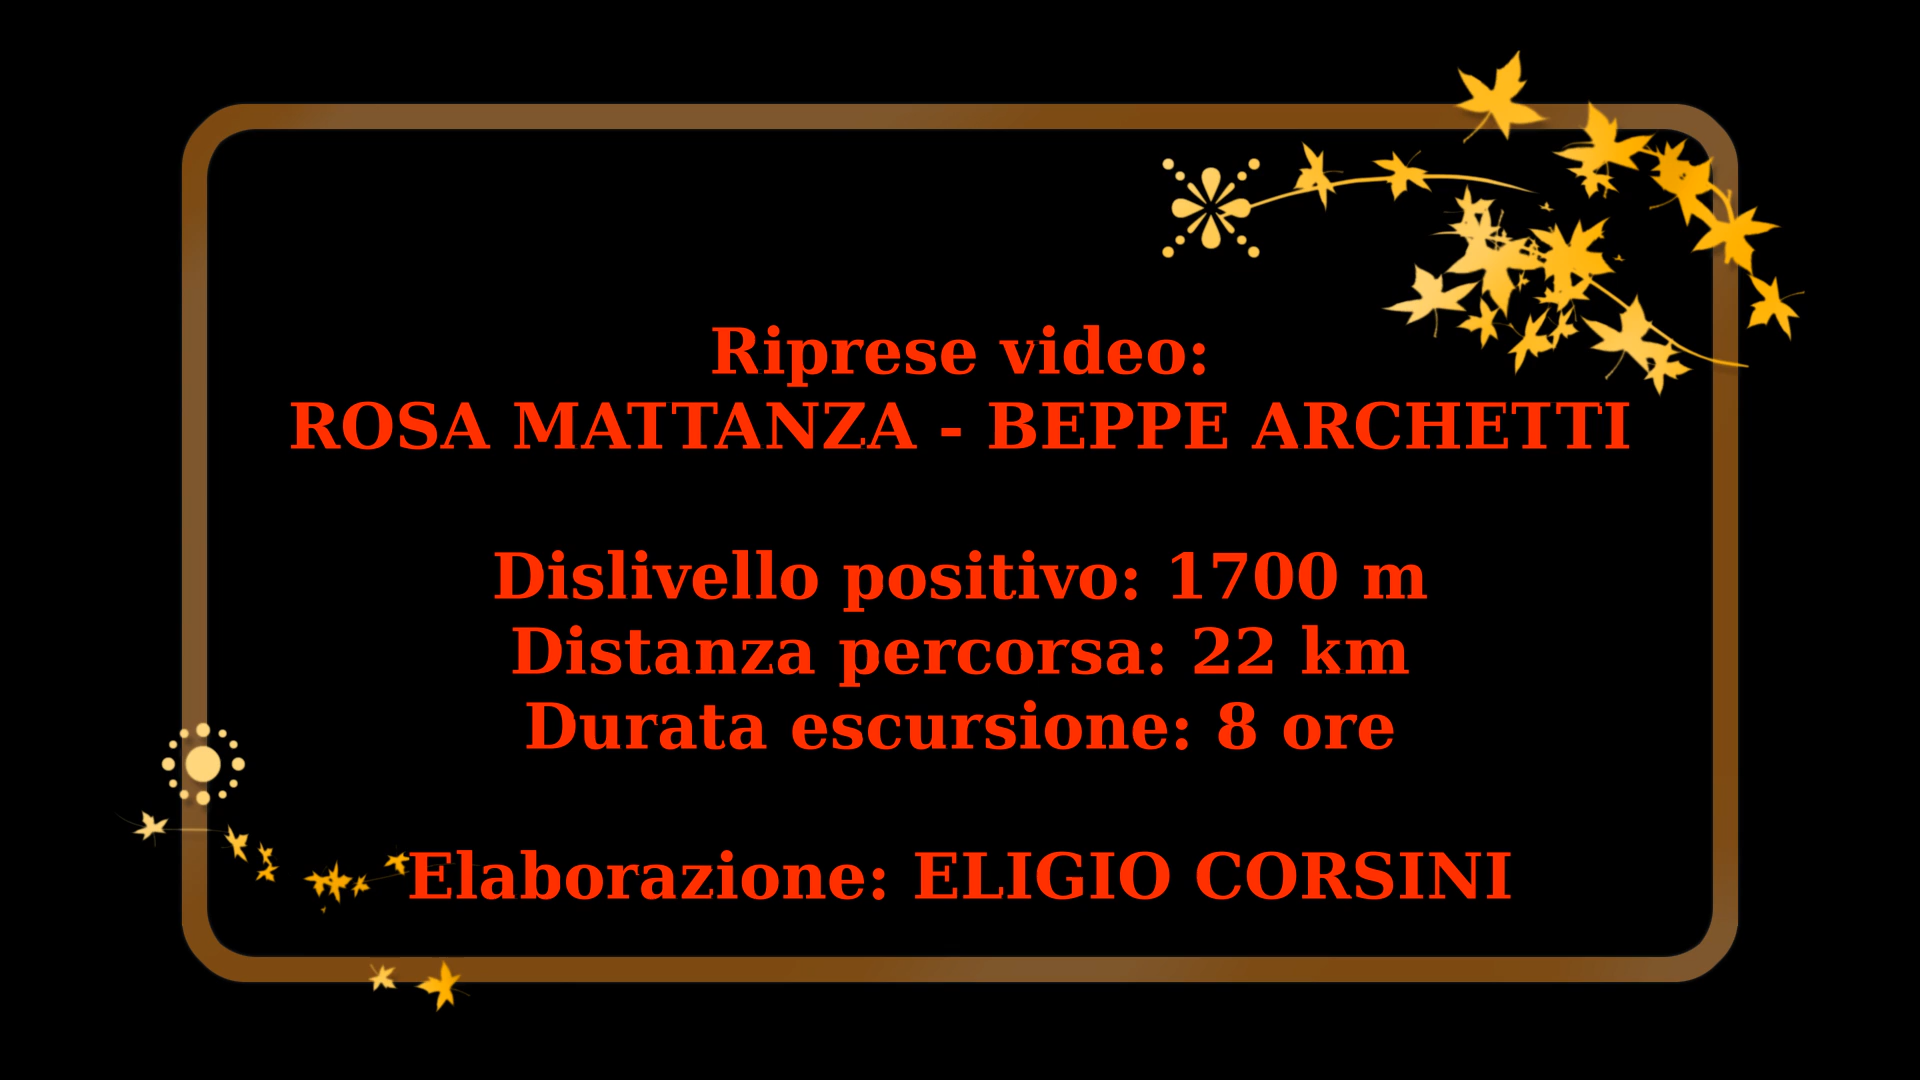 Riprese video:
ROSA MATTANZA - BEPPE ARCHETTI
Dislivello positivo: 1700 m
Distanza percorsa: 22 km
Durata escursione: 8 ore
Elaborazione: ELIGIO CORSINI